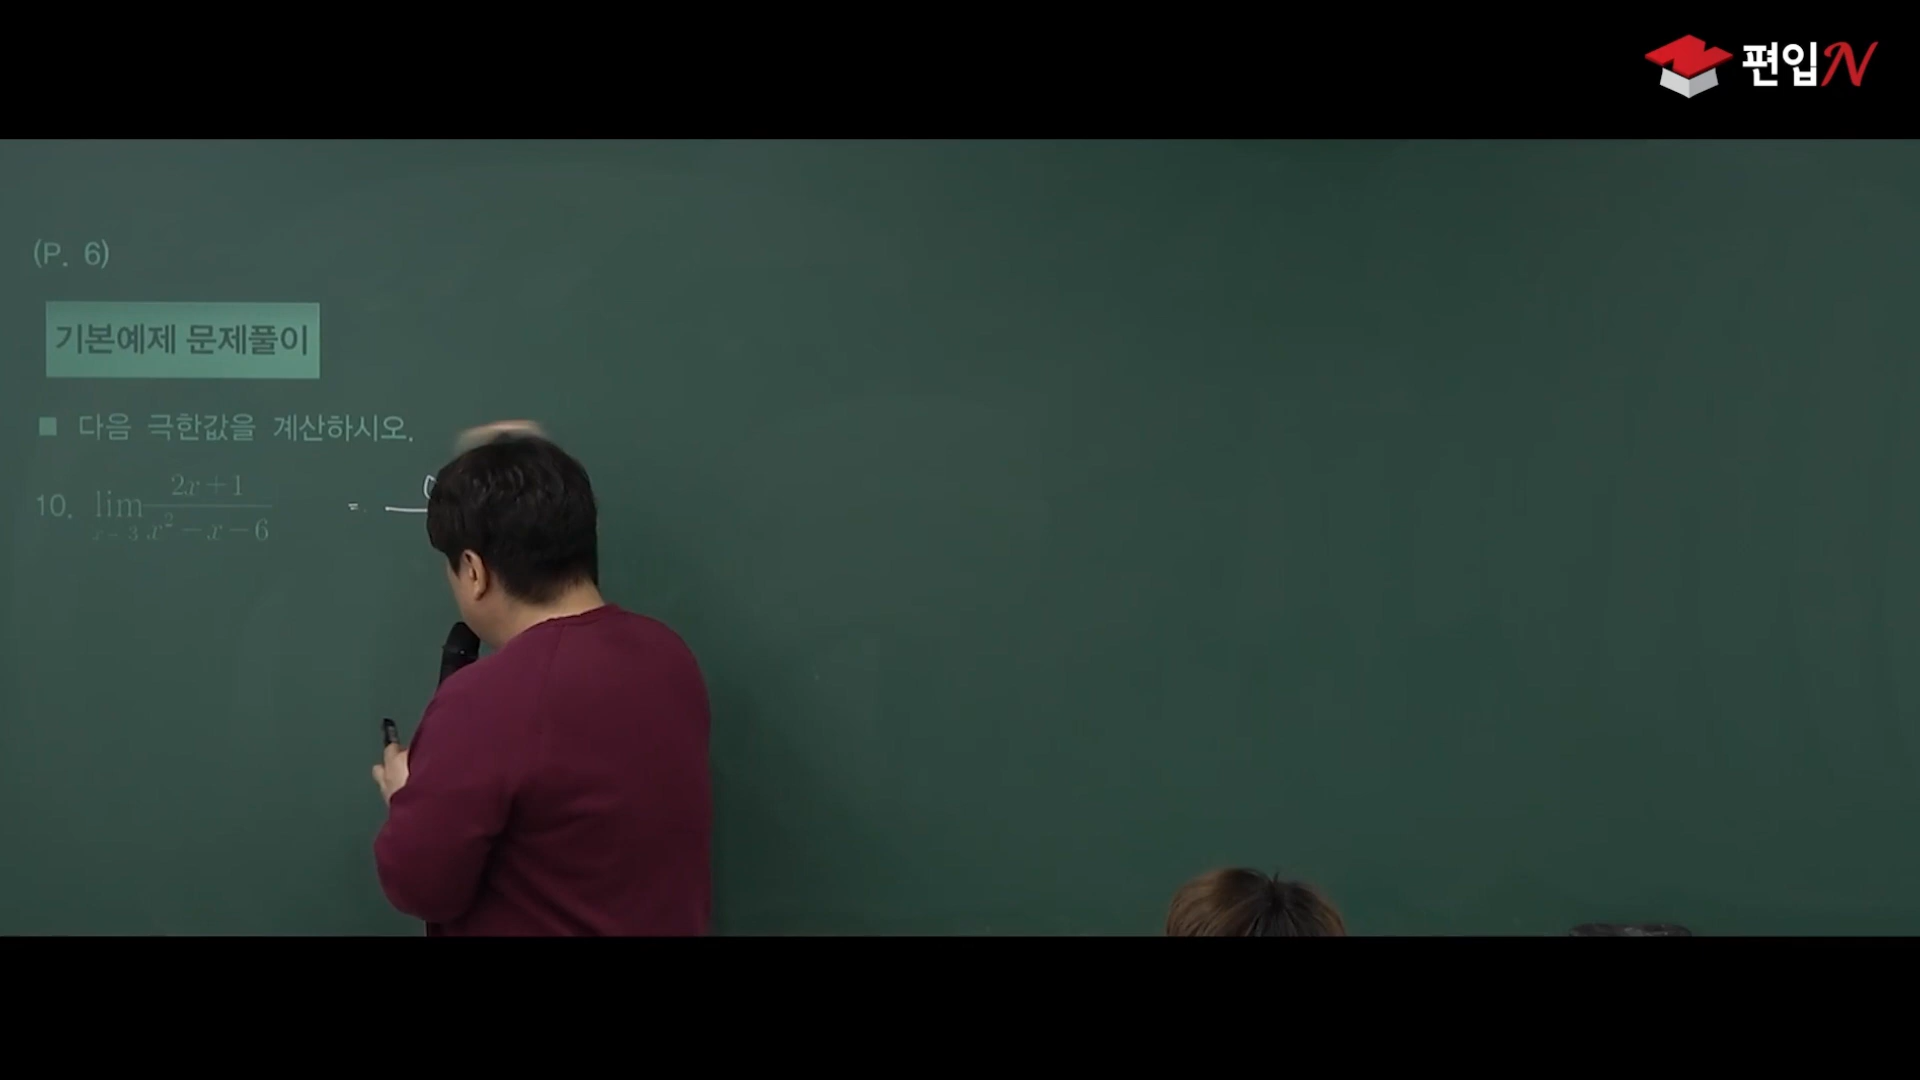 편입N
(P. 6)
기본예제 문제풀이
■ 다음 극한값을 계산하시오.
10. lim x→3 (2x+1)/(x²-x-6) =